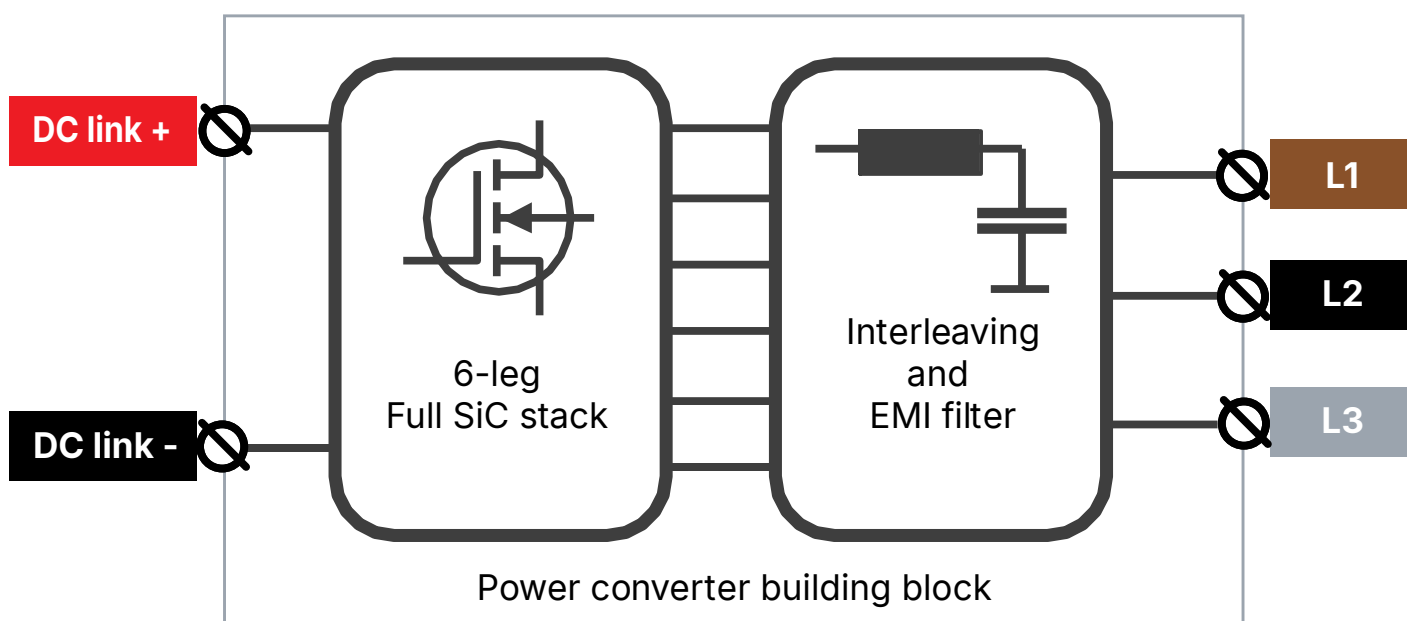 DC link +
DC link -
6-leg
Full SiC stack
Interleaving
and
EMI filter
L1
L2
L3
Power converter building block